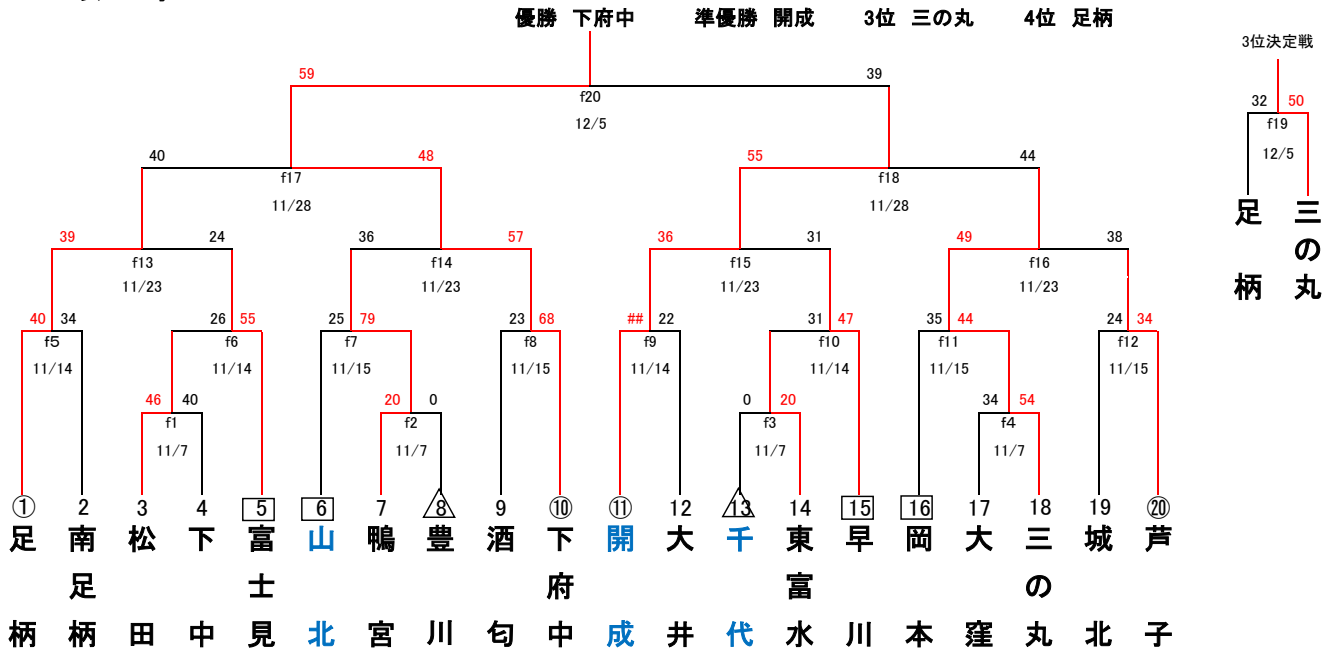 優勝 下府中 準優勝 開成 3位 三の丸 4位 足柄
3位決定戦
59 39
f20
12/5
32 50
f19
12/5
足柄 三の丸
40 48 55 44
f17 f18
11/28 11/28
39 24 36 57 36 31 49 38
f13 f14 f15 f16
11/23 11/23 11/23 11/23
40 34 26 55 25 79 23 68 ## 22 31 47 35 44 24 34
f5 f6 f7 f8 f9 f10 f11 f12
11/14 11/14 11/15 11/15 11/14 11/14 11/15 11/15
46 40 20 0 0 20 34 54
f1 f2 f3 f4
11/7 11/7 11/7 11/7
① 2 3 4 5 6 7 8 9 ⑩ ⑪ 12 13 14 15 16 17 18 19 ⑳
足柄 南足柄 松田 下中 富士見 山北 鴨宮 豊川 酒匂 下府中 開成 大井 千代 東富水 早川 岡本 大窪 三の丸 城北 芦子